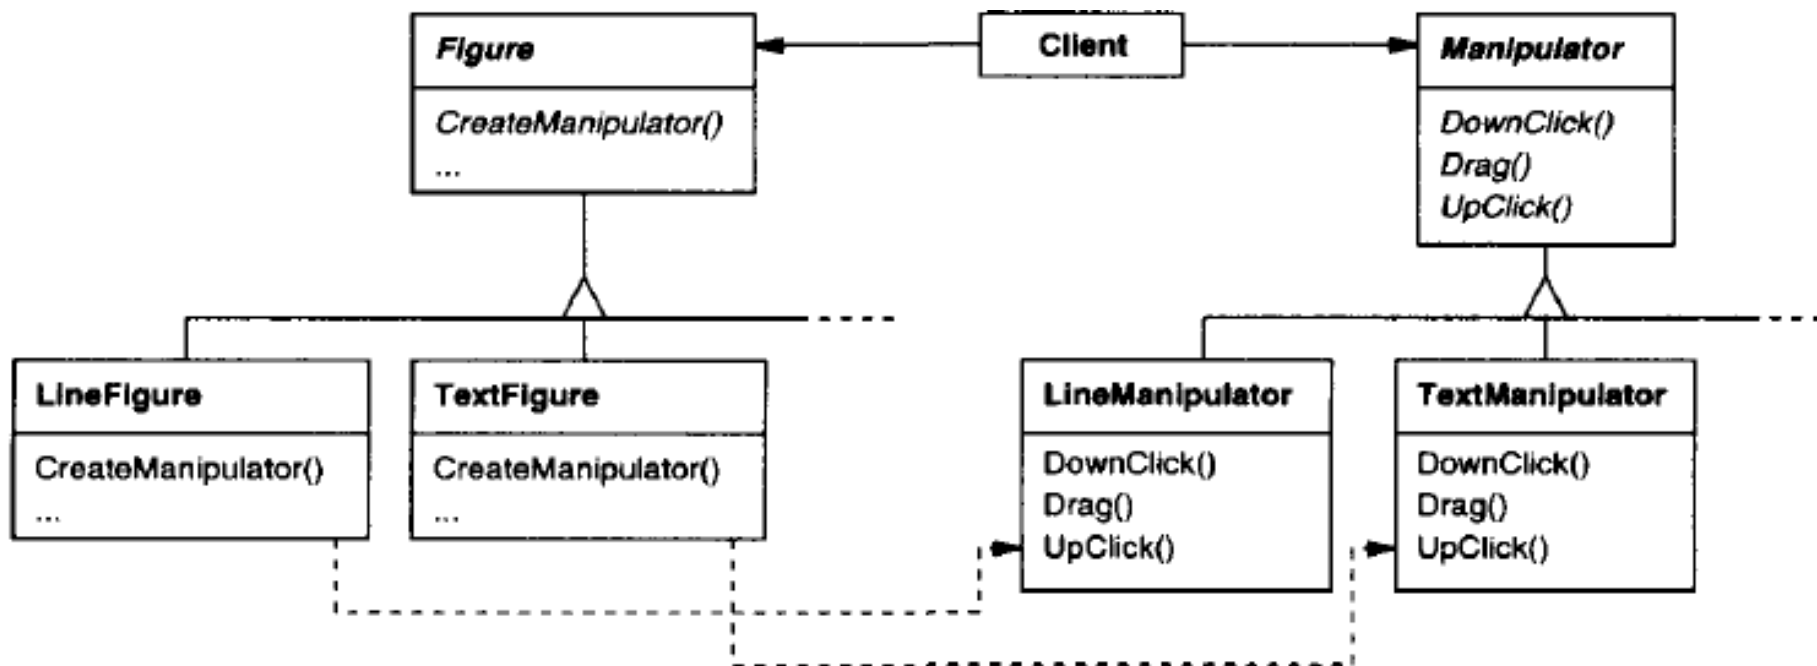 Figure
CreateManipulator()
...
Client
Manipulator
DownClick()
Drag()
UpClick()
LineFigure
CreateManipulator()
...
TextFigure
CreateManipulator()
...
LineManipulator
DownClick()
Drag()
UpClick()
TextManipulator
DownClick()
Drag()
UpClick()